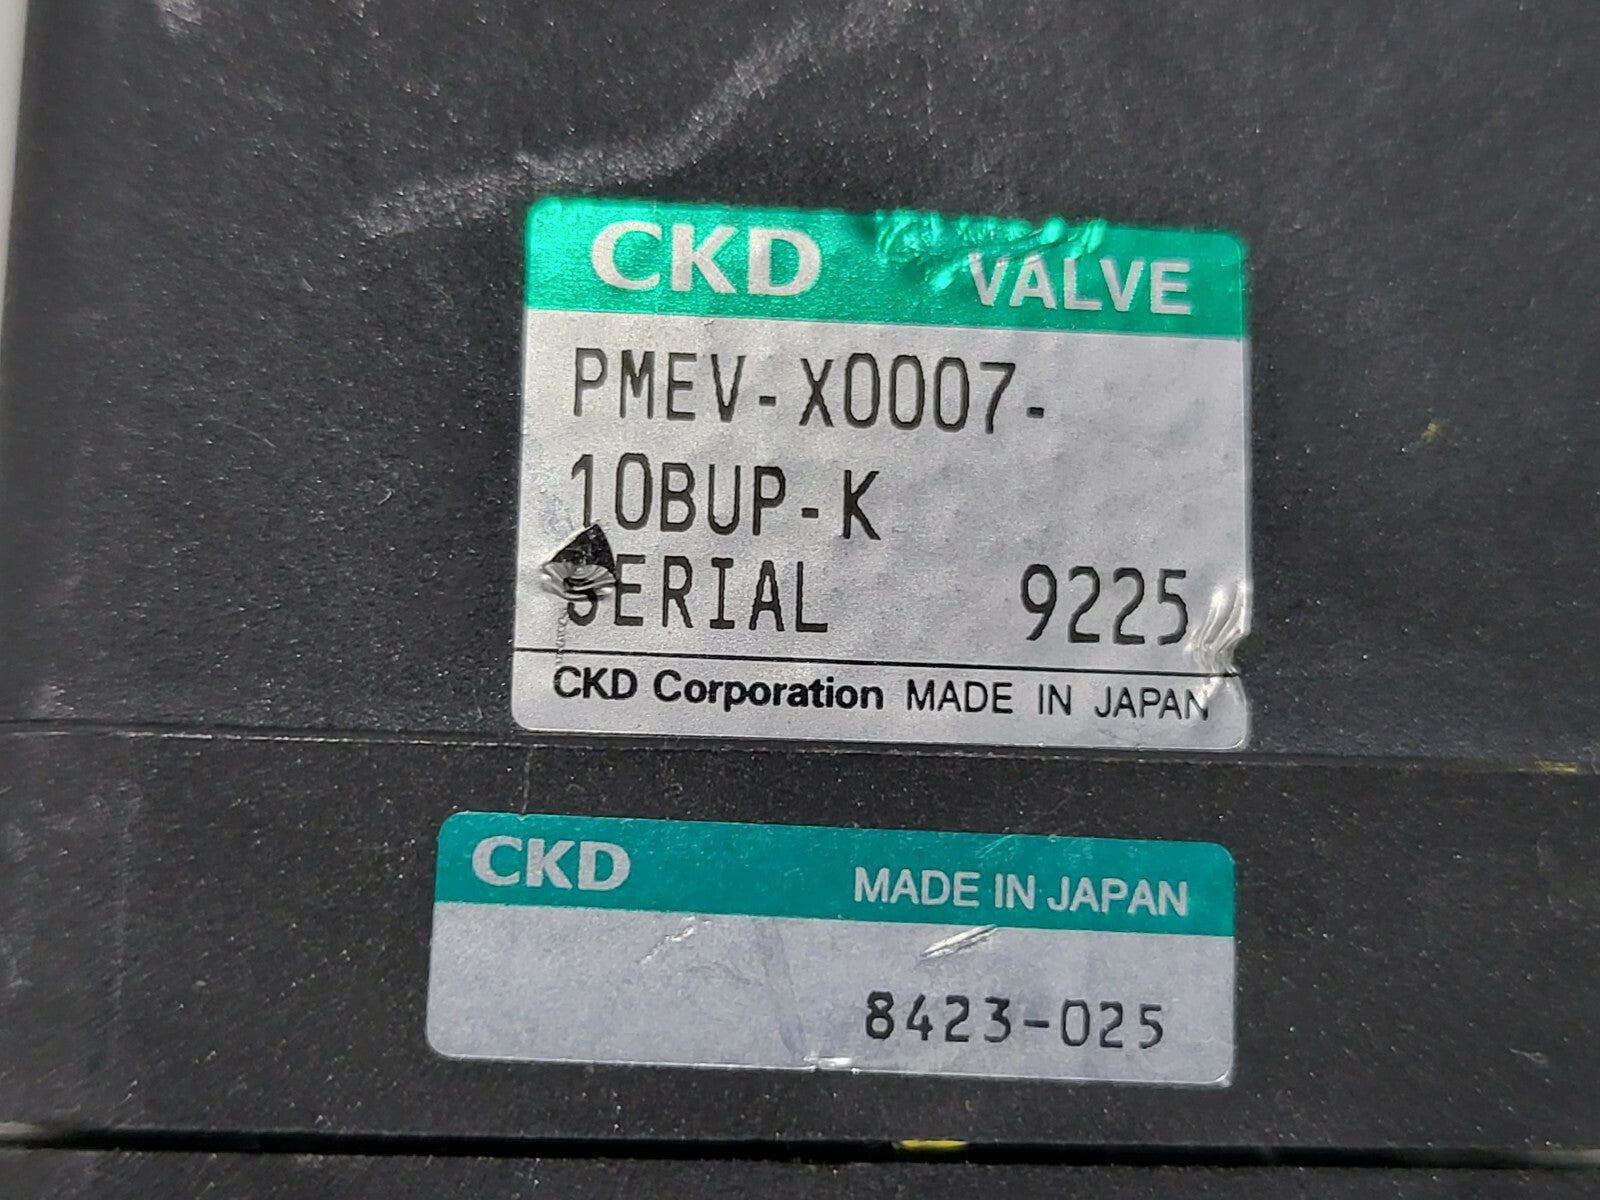 CKD VALVE
PMEV-X0007-
10BUP-K
SERIAL 9225
CKD Corporation MADE IN JAPAN
CKD MADE IN JAPAN
8423-025